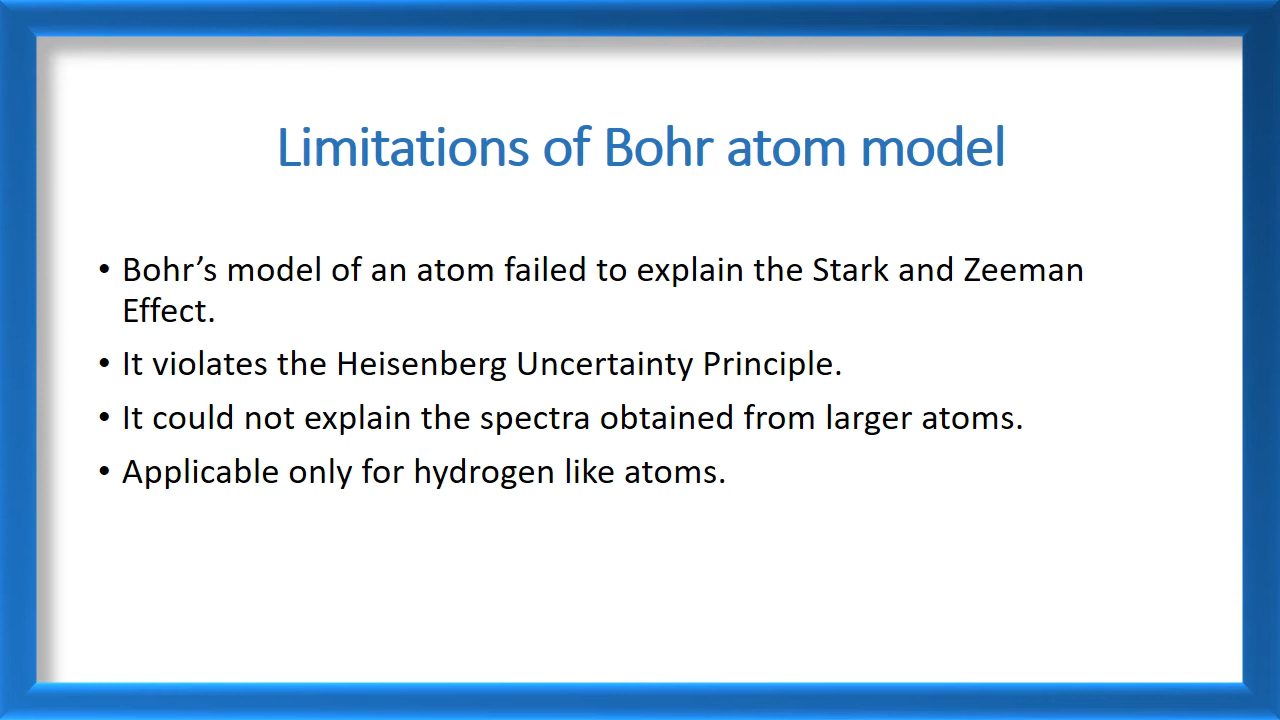 Limitations of Bohr atom model
• Bohr’s model of an atom failed to explain the Stark and Zeeman
Effect.
• It violates the Heisenberg Uncertainty Principle.
• It could not explain the spectra obtained from larger atoms.
• Applicable only for hydrogen like atoms.